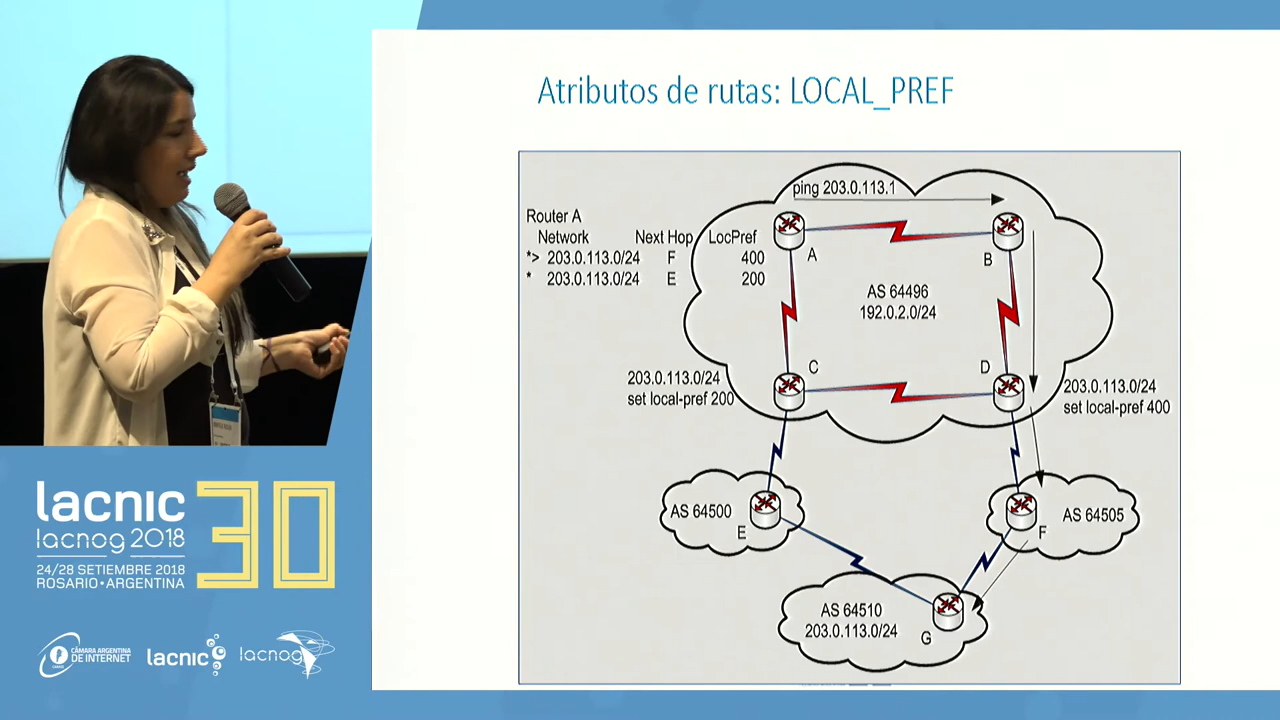 Atributos de rutas: LOCAL_PREF
ping 203.0.113.1
Router A
Network Next Hop LocPref
*> 203.0.113.0/24 F 400
* 203.0.113.0/24 E 200
A
B
AS 64496
192.0.2.0/24
C
D
203.0.113.0/24
set local-pref 200
203.0.113.0/24
set local-pref 400
AS 64500
E
F
AS 64505
AS 64510
203.0.113.0/24
G
lacnic 30
lacnog 2018
24/28 SETIEMBRE 2018
ROSARIO•ARGENTINA
CÁMARA ARGENTINA
DE INTERNET
lacnic
lacnog